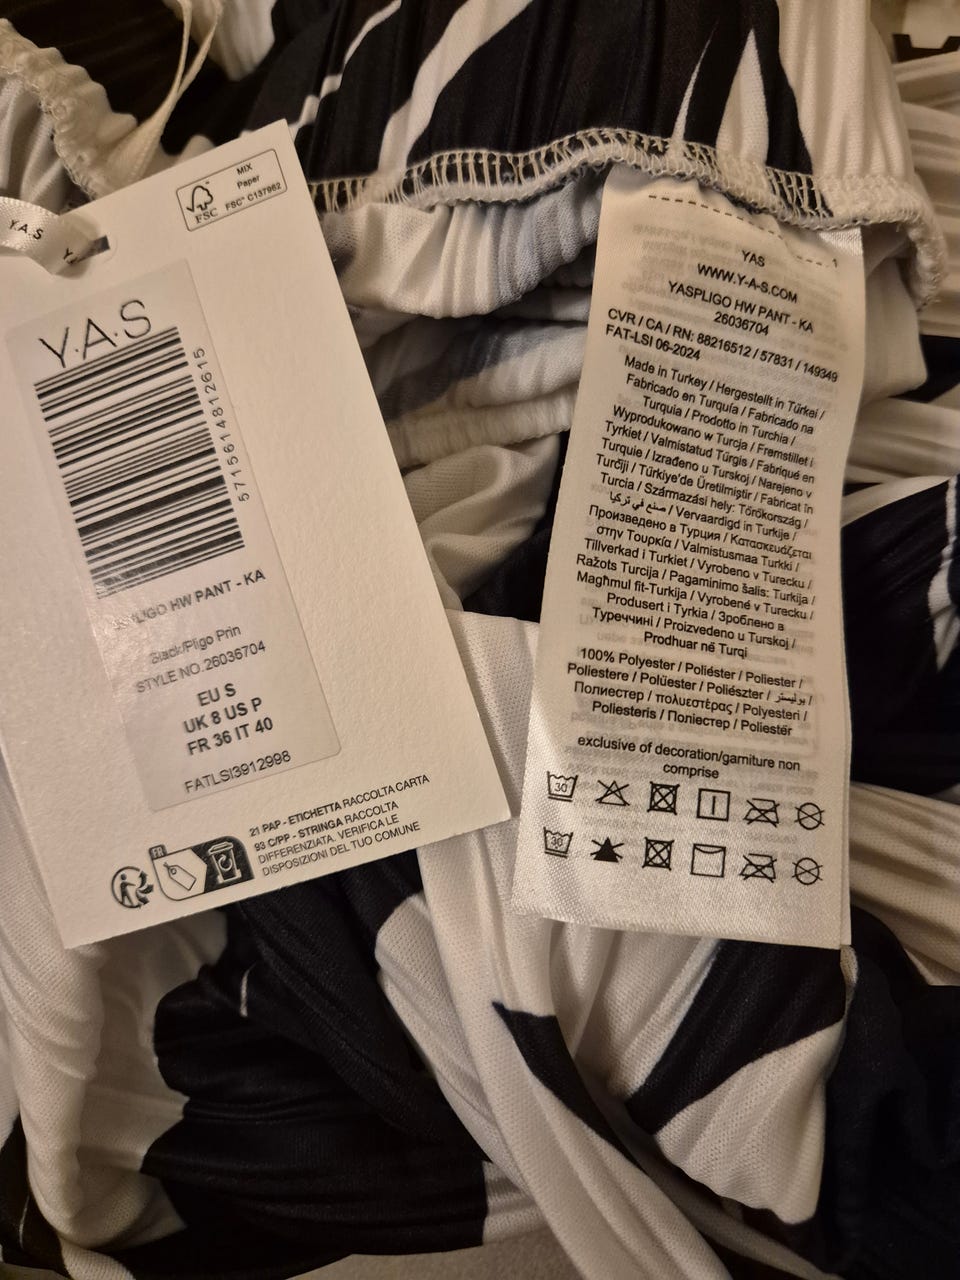 MIX
Paper
FSC
FSC® C137962
Y.A.S
Y.A.S
5715614812615
PLIGO HW PANT - KA
Black/Pligo Prin
STYLE NO.26036704
EU S
UK 8 US P
FR 36 IT 40
FATLSI3912998
FR
21 PAP - ETICHETTA RACCOLTA CARTA
93 C/PP - STRINGA RACCOLTA
DIFFERENZIATA. VERIFICA LE
DISPOSIZIONI DEL TUO COMUNE
1
YAS
WWW.Y-A-S.COM
YASPLIGO HW PANT - KA
26036704
CVR / CA / RN: 88216512 / 57831 / 149349
FAT-LSI 06-2024
Made in Turkey / Hergestellt in Türkei /
Fabricado en Turquía / Fabricado na
Turquia / Prodotto in Turchia /
Wyprodukowano w Turcja / Fremstillet i
Tyrkiet / Valmistatud Türgis / Fabriqué en
Turquie / Izrađeno u Turskoj / Narejeno v
Turčiji / Türkiye'de Üretilmiştir / Fabricat în
Turcia / Származási hely: Törökország /
صنع في تركيا / Vervaardigd in Turkije /
Произведено в Турция / Κατασκευάζεται
στην Τουρκία / Valmistusmaa Turkki /
Tillverkad i Turkiet / Vyrobeno v Turecku /
Ražots Turcija / Pagaminimo šalis: Turkija /
Magħmul fit-Turkija / Vyrobené v Turecku /
Produsert i Tyrkia / Зроблено в
Туреччині / Proizvedeno u Turskoj /
Prodhuar në Turqi
100% Polyester / Poliéster / Poliester /
Poliestere / Polüester / Poliészter / بوليستر /
Полиестер / πολυεστέρας / Polyesteri /
Poliesteris / Поліестер / Poliestër
exclusive of decoration/garniture non
comprise
30
30